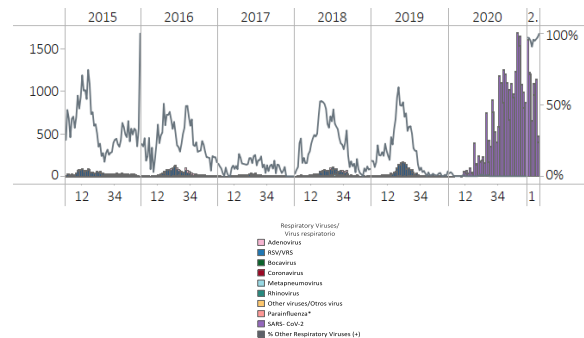 2015 2016 2017 2018 2019 2020 2.
1500 100%
1000
500 50%
0 0%
12 34 12 34 12 34 12 34 12 34 12 34 1
Respiratory Viruses/
Virus respiratorio
Adenovirus
RSV/VRS
Bocavirus
Coronavirus
Metapneumovirus
Rhinovirus
Other viruses/Otros virus
Parainfluenza*
SARS- CoV-2
% Other Respiratory Viruses (+)